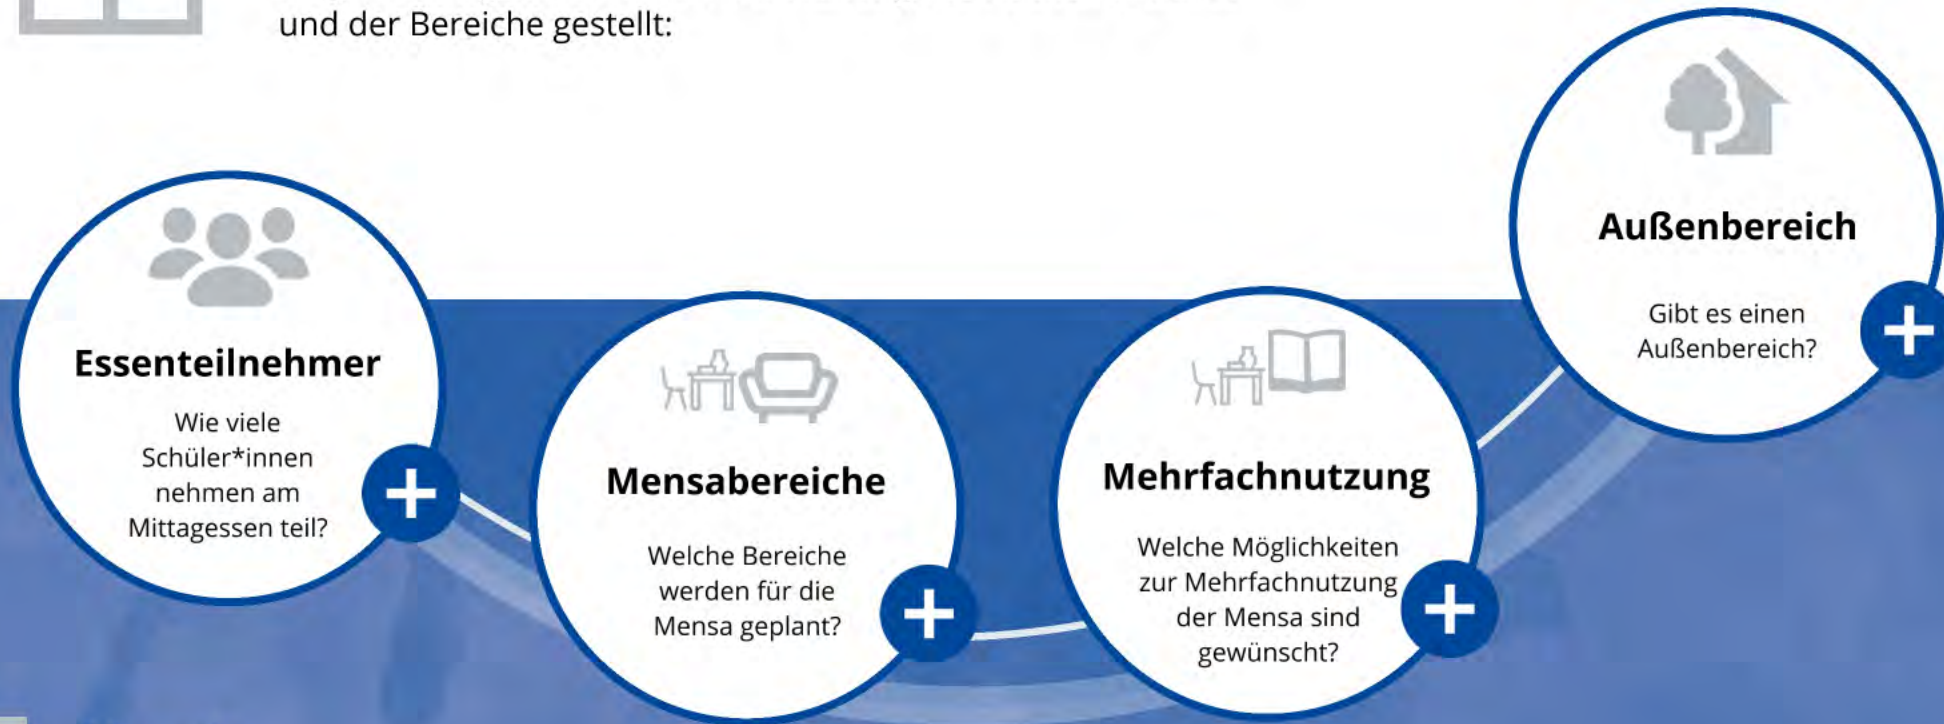 und der Bereiche gestellt:
Essenteilnehmer
Wie viele
Schüler*innen
nehmen am
Mittagessen teil?
Mensabereiche
Welche Bereiche
werden für die
Mensa geplant?
Mehrfachnutzung
Welche Möglichkeiten
zur Mehrfachnutzung
der Mensa sind
gewünscht?
Außenbereich
Gibt es einen
Außenbereich?